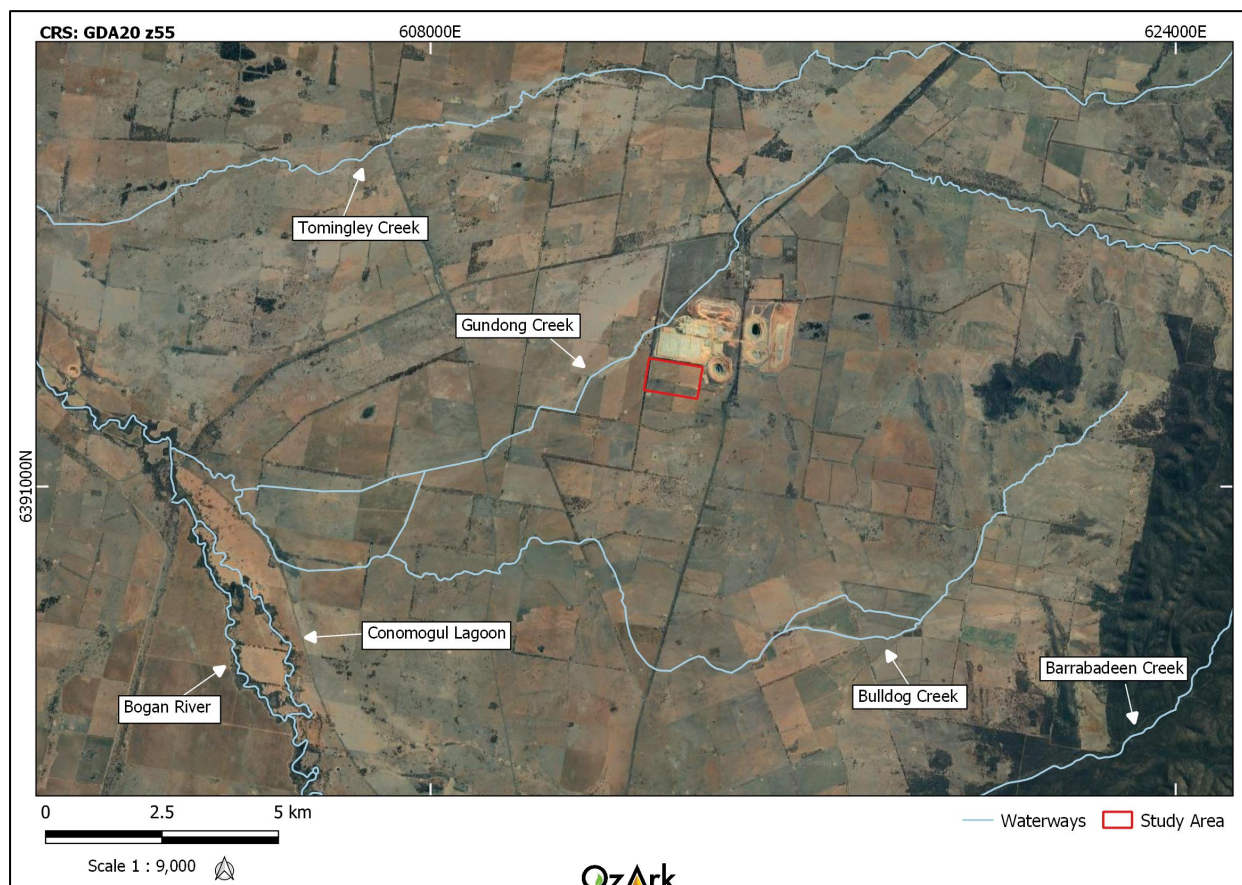 CRS: GDA20 z55
608000E
624000E
Tomingley Creek
Gundong Creek
6391000N
Conomogul Lagoon
Bogan River
Bulldog Creek
Barrabadeen Creek
0 2.5 5 km
Scale 1 : 9,000
Waterways
Study Area
OzArk